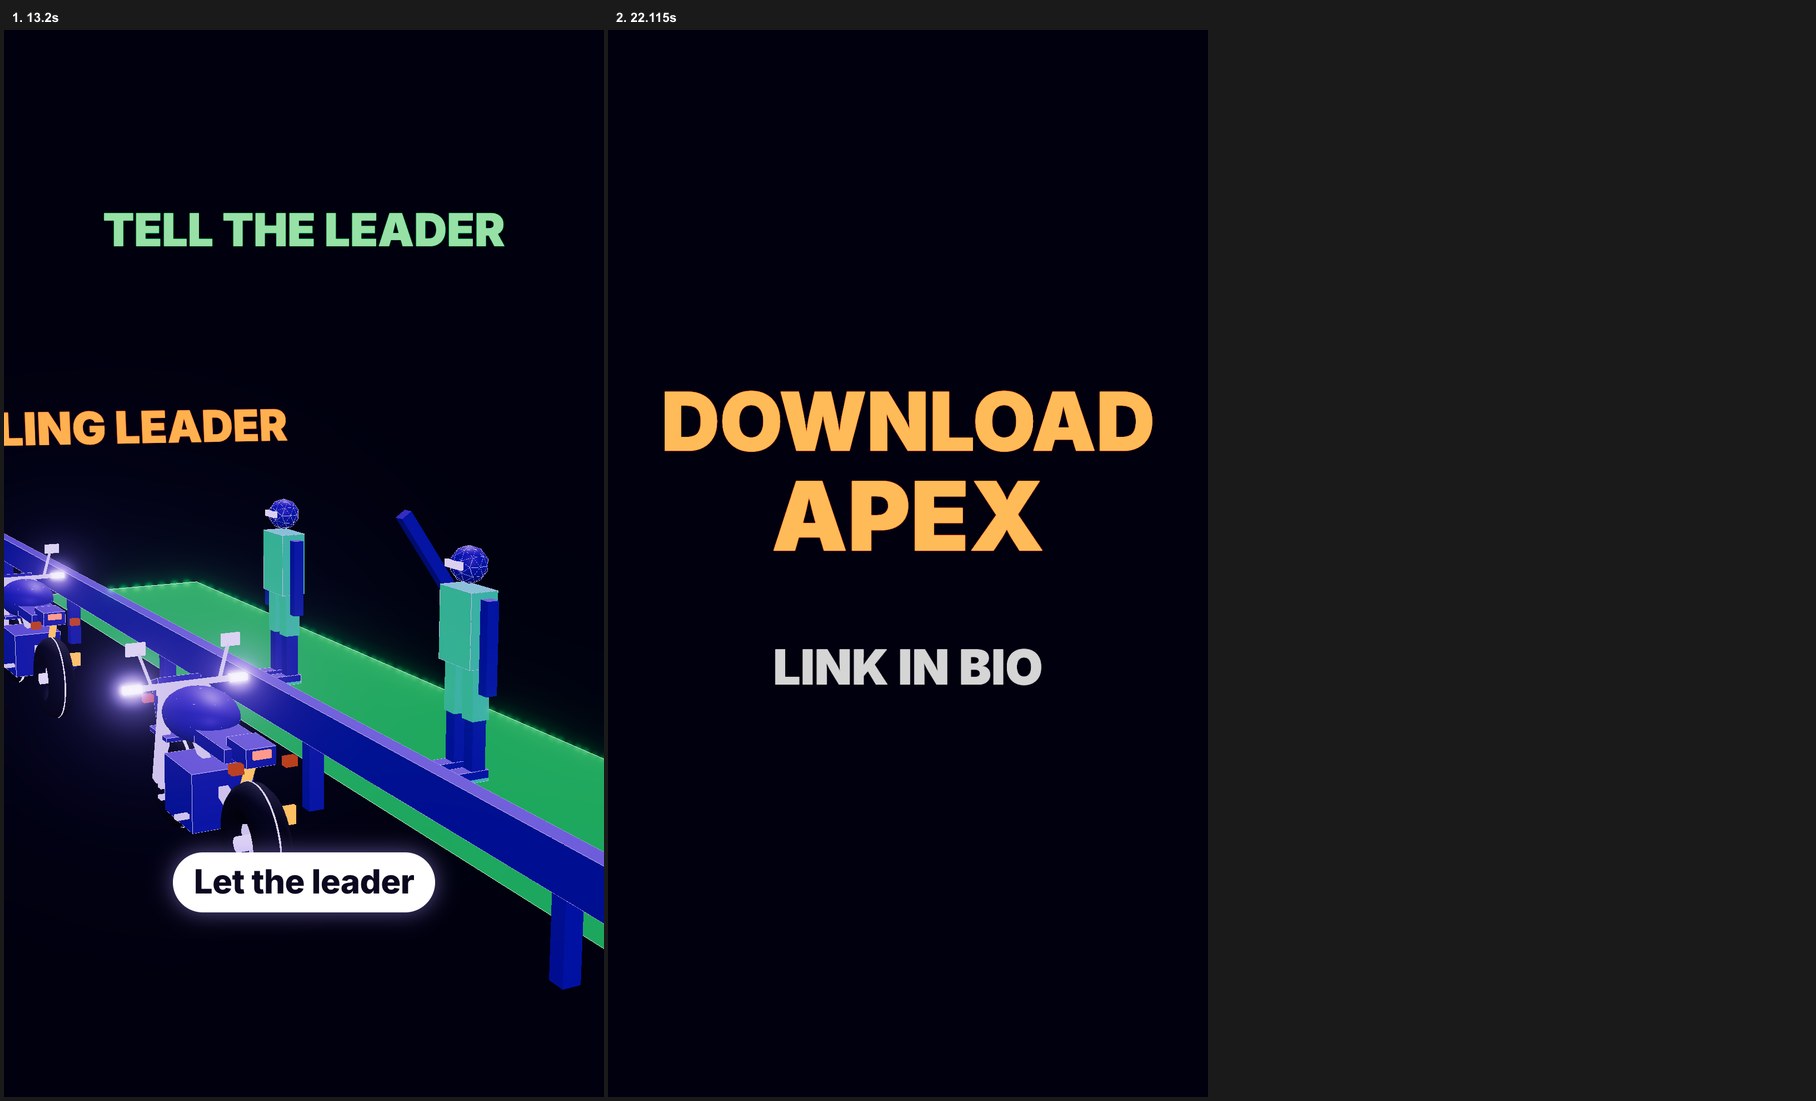 1. 13.2s
2. 22.115s
TELL THE LEADER
LING LEADER
Let the leader
DOWNLOAD
APEX
LINK IN BIO